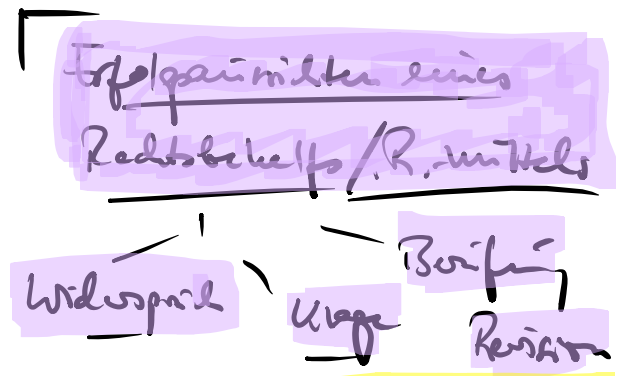 Erfolgsaussichten eines
Rechtsbehelfs/R.mittels
Berufung
Widerspruch
Klage
Revision